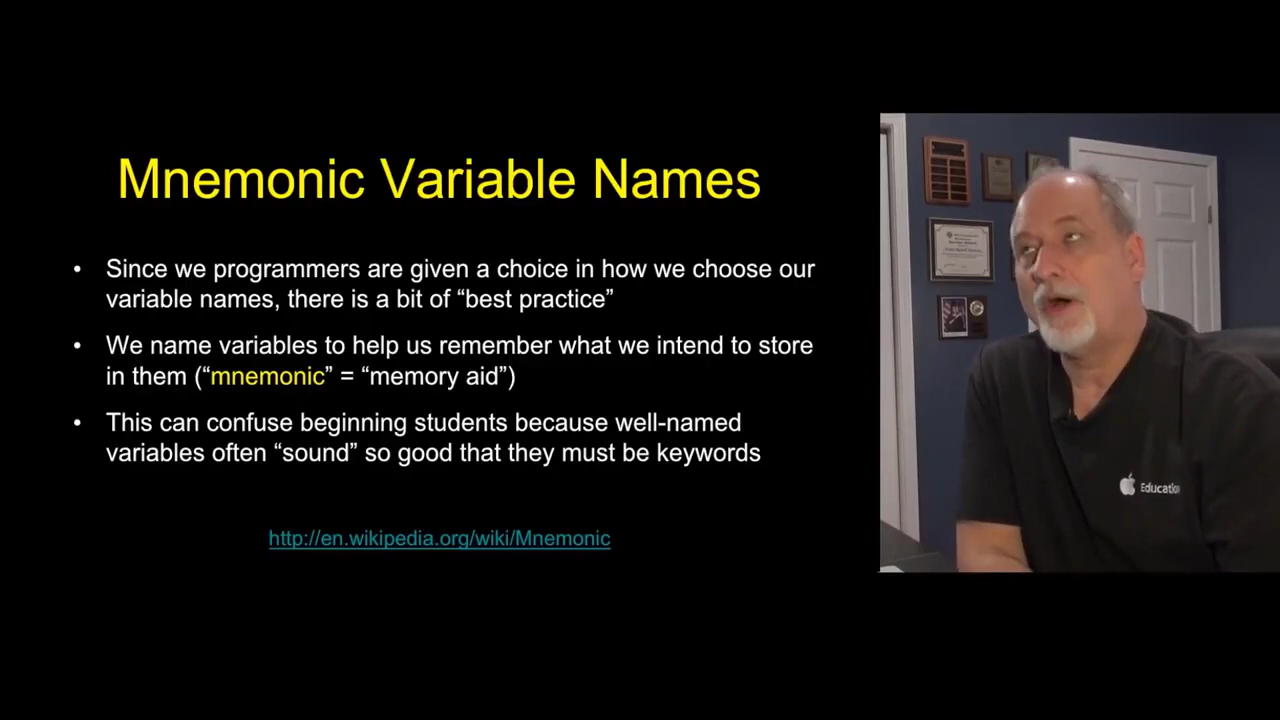 Mnemonic Variable Names
• Since we programmers are given a choice in how we choose our
variable names, there is a bit of “best practice”
• We name variables to help us remember what we intend to store
in them (“mnemonic” = “memory aid”)
• This can confuse beginning students because well-named
variables often “sound” so good that they must be keywords
http://en.wikipedia.org/wiki/Mnemonic
Education